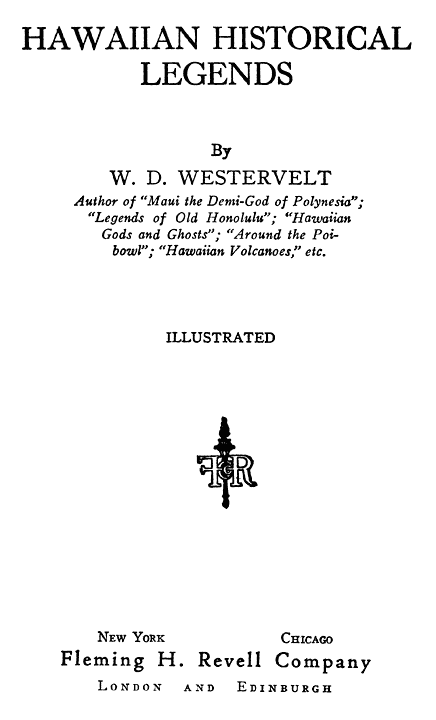 HAWAIIAN HISTORICAL
LEGENDS
By
W. D. WESTERVELT
Author of "Maui the Demi-God of Polynesia";
"Legends of Old Honolulu"; "Hawaiian
Gods and Ghosts"; "Around the Poi-
bowl"; "Hawaiian Volcanoes," etc.
ILLUSTRATED
FHR
New York Chicago
Fleming H. Revell Company
London and Edinburgh